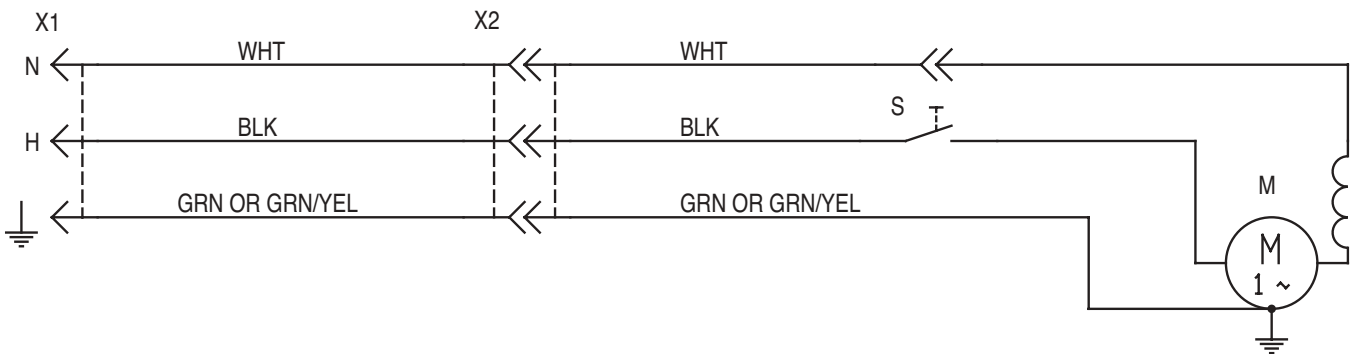 X1
X2
N
WHT
WHT
S
H
BLK
BLK
GRN OR GRN/YEL
GRN OR GRN/YEL
M
M
1 ~